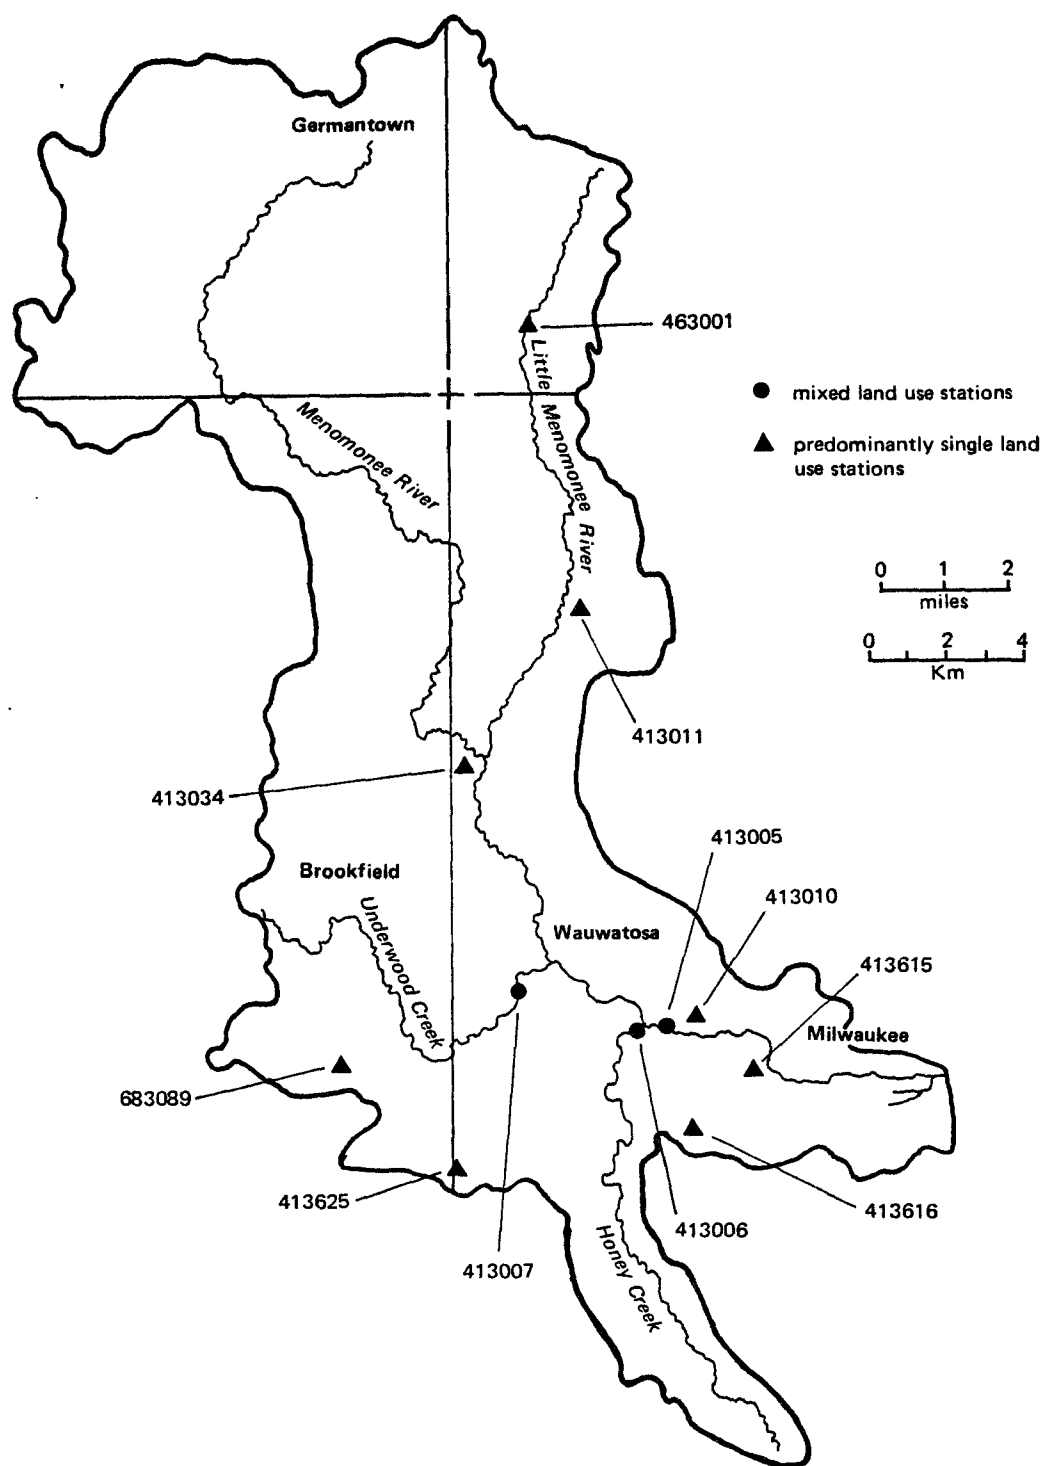 Germantown
463001
Little Menomonee River
mixed land use stations
Menomonee River
predominantly single land
use stations
0 1 2
miles
0 2 4
Km
413011
413034
413005
Brookfield
413010
Underwood Creek
Wauwatosa
413615
Milwaukee
683089
413625
413616
413006
413007
Honey Creek